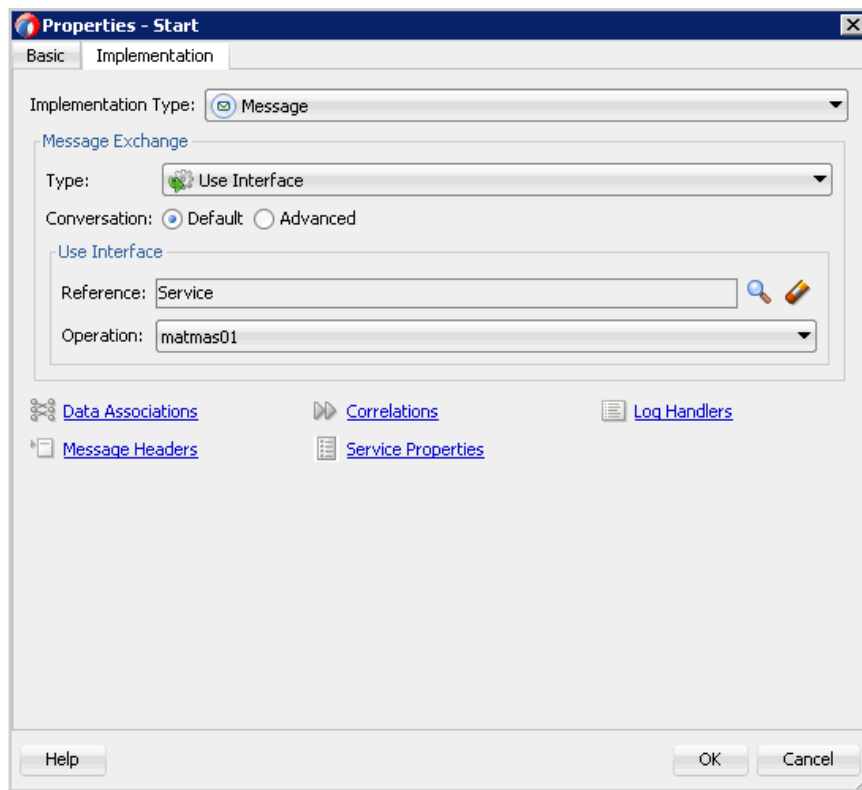 Properties - Start
Basic Implementation
Implementation Type: Message
Message Exchange
Type: Use Interface
Conversation: Default Advanced
Use Interface
Reference: Service
Operation: matmas01
Data Associations Correlations Log Handlers
Message Headers Service Properties
Help OK Cancel